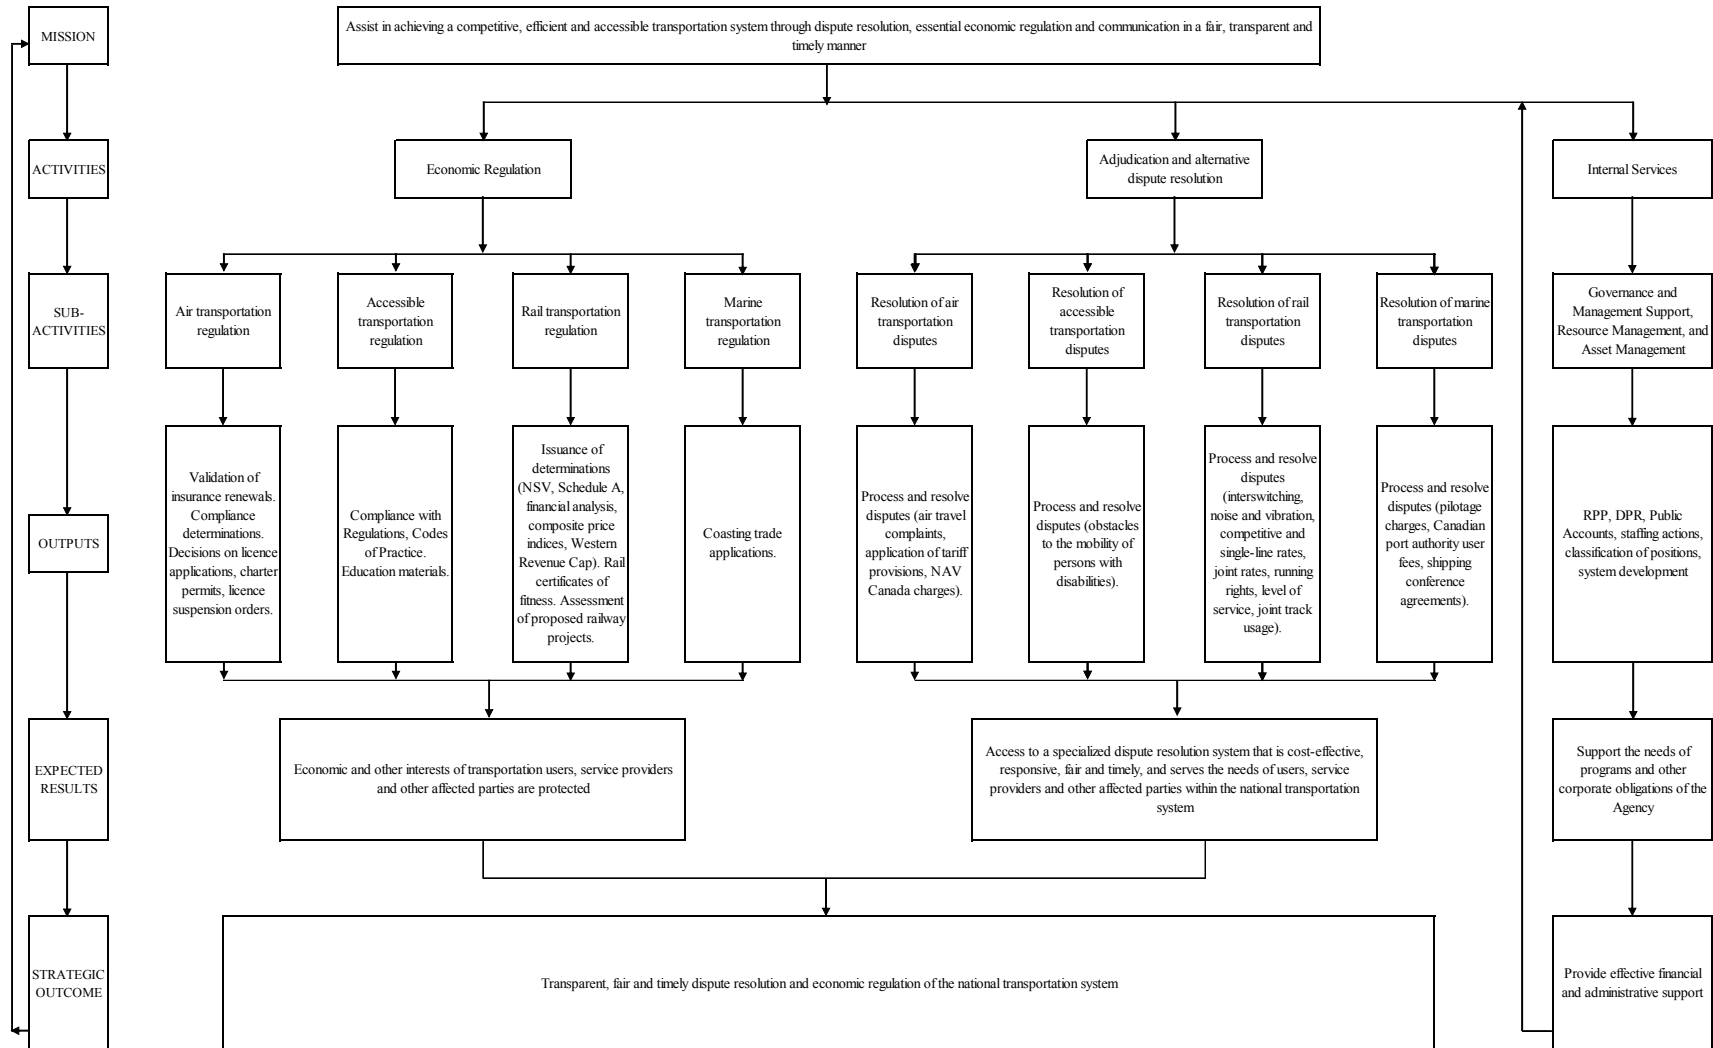 MISSION
Assist in achieving a competitive, efficient and accessible transportation system through dispute resolution, essential economic regulation and communication in a fair, transparent and
timely manner
ACTIVITIES
Economic Regulation
Adjudication and alternative
dispute resolution
Internal Services
SUB-
ACTIVITIES
Air transportation
regulation
Accessible
transportation
regulation
Rail transportation
regulation
Marine
transportation
regulation
Resolution of air
transportation
disputes
Resolution of
accessible
transportation
disputes
Resolution of rail
transportation
disputes
Resolution of marine
transportation
disputes
Governance and
Management Support,
Resource Management, and
Asset Management
OUTPUTS
Validation of
insurance renewals.
Compliance
determinations.
Decisions on licence
applications, charter
permits, licence
suspension orders.
Compliance with
Regulations, Codes
of Practice.
Education materials.
Issuance of
determinations
(NSV, Schedule A,
financial analysis,
composite price
indices, Western
Revenue Cap). Rail
certificates of
fitness. Assessment
of proposed railway
projects.
Coasting trade
applications.
Process and resolve
disputes (air travel
complaints,
application of tariff
provisions, NAV
Canada charges).
Process and resolve
disputes (obstacles
to the mobility of
persons with
disabilities).
Process and resolve
disputes
(interswitching,
noise and vibration,
competitive and
single-line rates,
joint rates, running
rights, level of
service, joint track
usage).
Process and resolve
disputes (pilotage
charges, Canadian
port authority user
fees, shipping
conference
agreements).
RPP, DPR, Public
Accounts, staffing actions,
classification of positions,
system development
EXPECTED
RESULTS
Economic and other interests of transportation users, service providers
and other affected parties are protected
Access to a specialized dispute resolution system that is cost-effective,
responsive, fair and timely, and serves the needs of users, service
providers and other affected parties within the national transportation
system
Support the needs of
programs and other
corporate obligations of the
Agency
STRATEGIC
OUTCOME
Transparent, fair and timely dispute resolution and economic regulation of the national transportation system
Provide effective financial
and administrative support